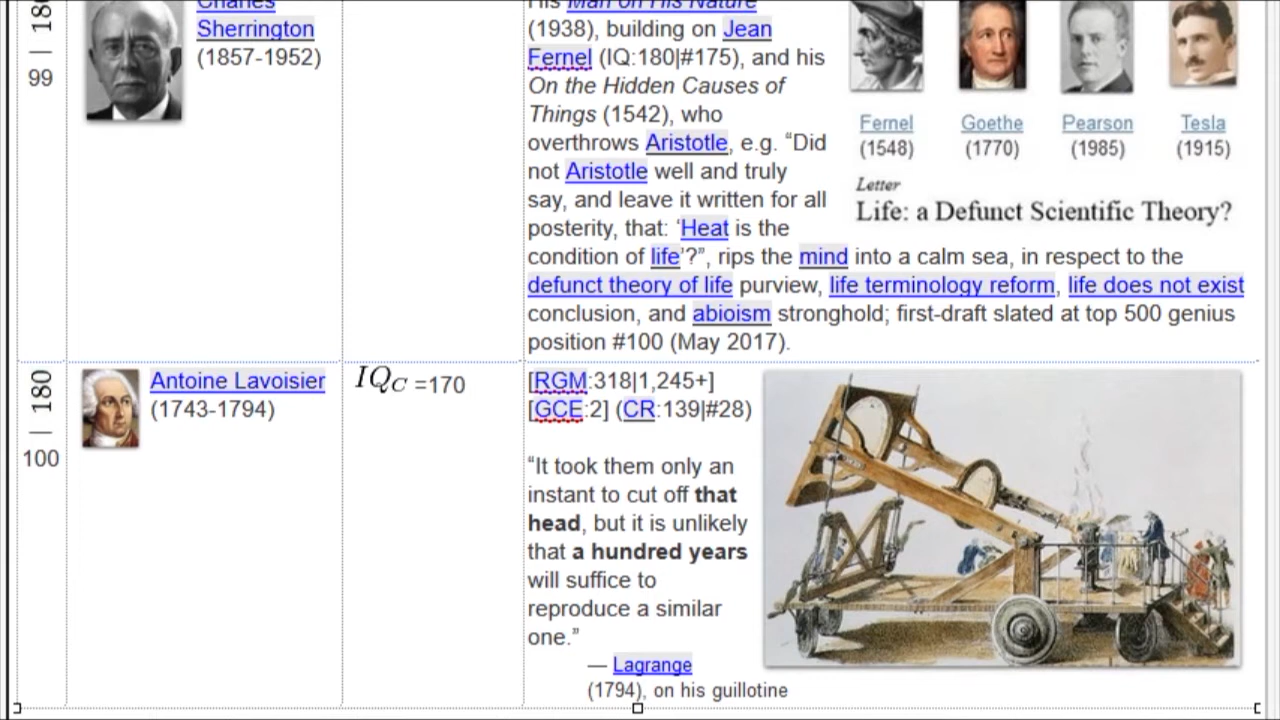 180
|
99
Charles
Sherrington
(1857-1952)
His Man on His Nature
(1938), building on Jean
Fernel (IQ:180|#175), and his
On the Hidden Causes of
Things (1542), who
overthrows Aristotle, e.g. “Did
not Aristotle well and truly
say, and leave it written for all
posterity, that: ‘Heat is the
condition of life’?”, rips the mind into a calm sea, in respect to the
defunct theory of life purview, life terminology reform, life does not exist
conclusion, and abioism stronghold; first-draft slated at top 500 genius
position #100 (May 2017).
Fernel
(1548)
Goethe
(1770)
Pearson
(1985)
Tesla
(1915)
Letter
Life: a Defunct Scientific Theory?
180
|
100
Antoine Lavoisier
(1743-1794)
IQC =170
[RGM:318|1,245+]
[GCE:2] (CR:139|#28)
“It took them only an
instant to cut off that
head, but it is unlikely
that a hundred years
will suffice to
reproduce a similar
one.”
— Lagrange
(1794), on his guillotine